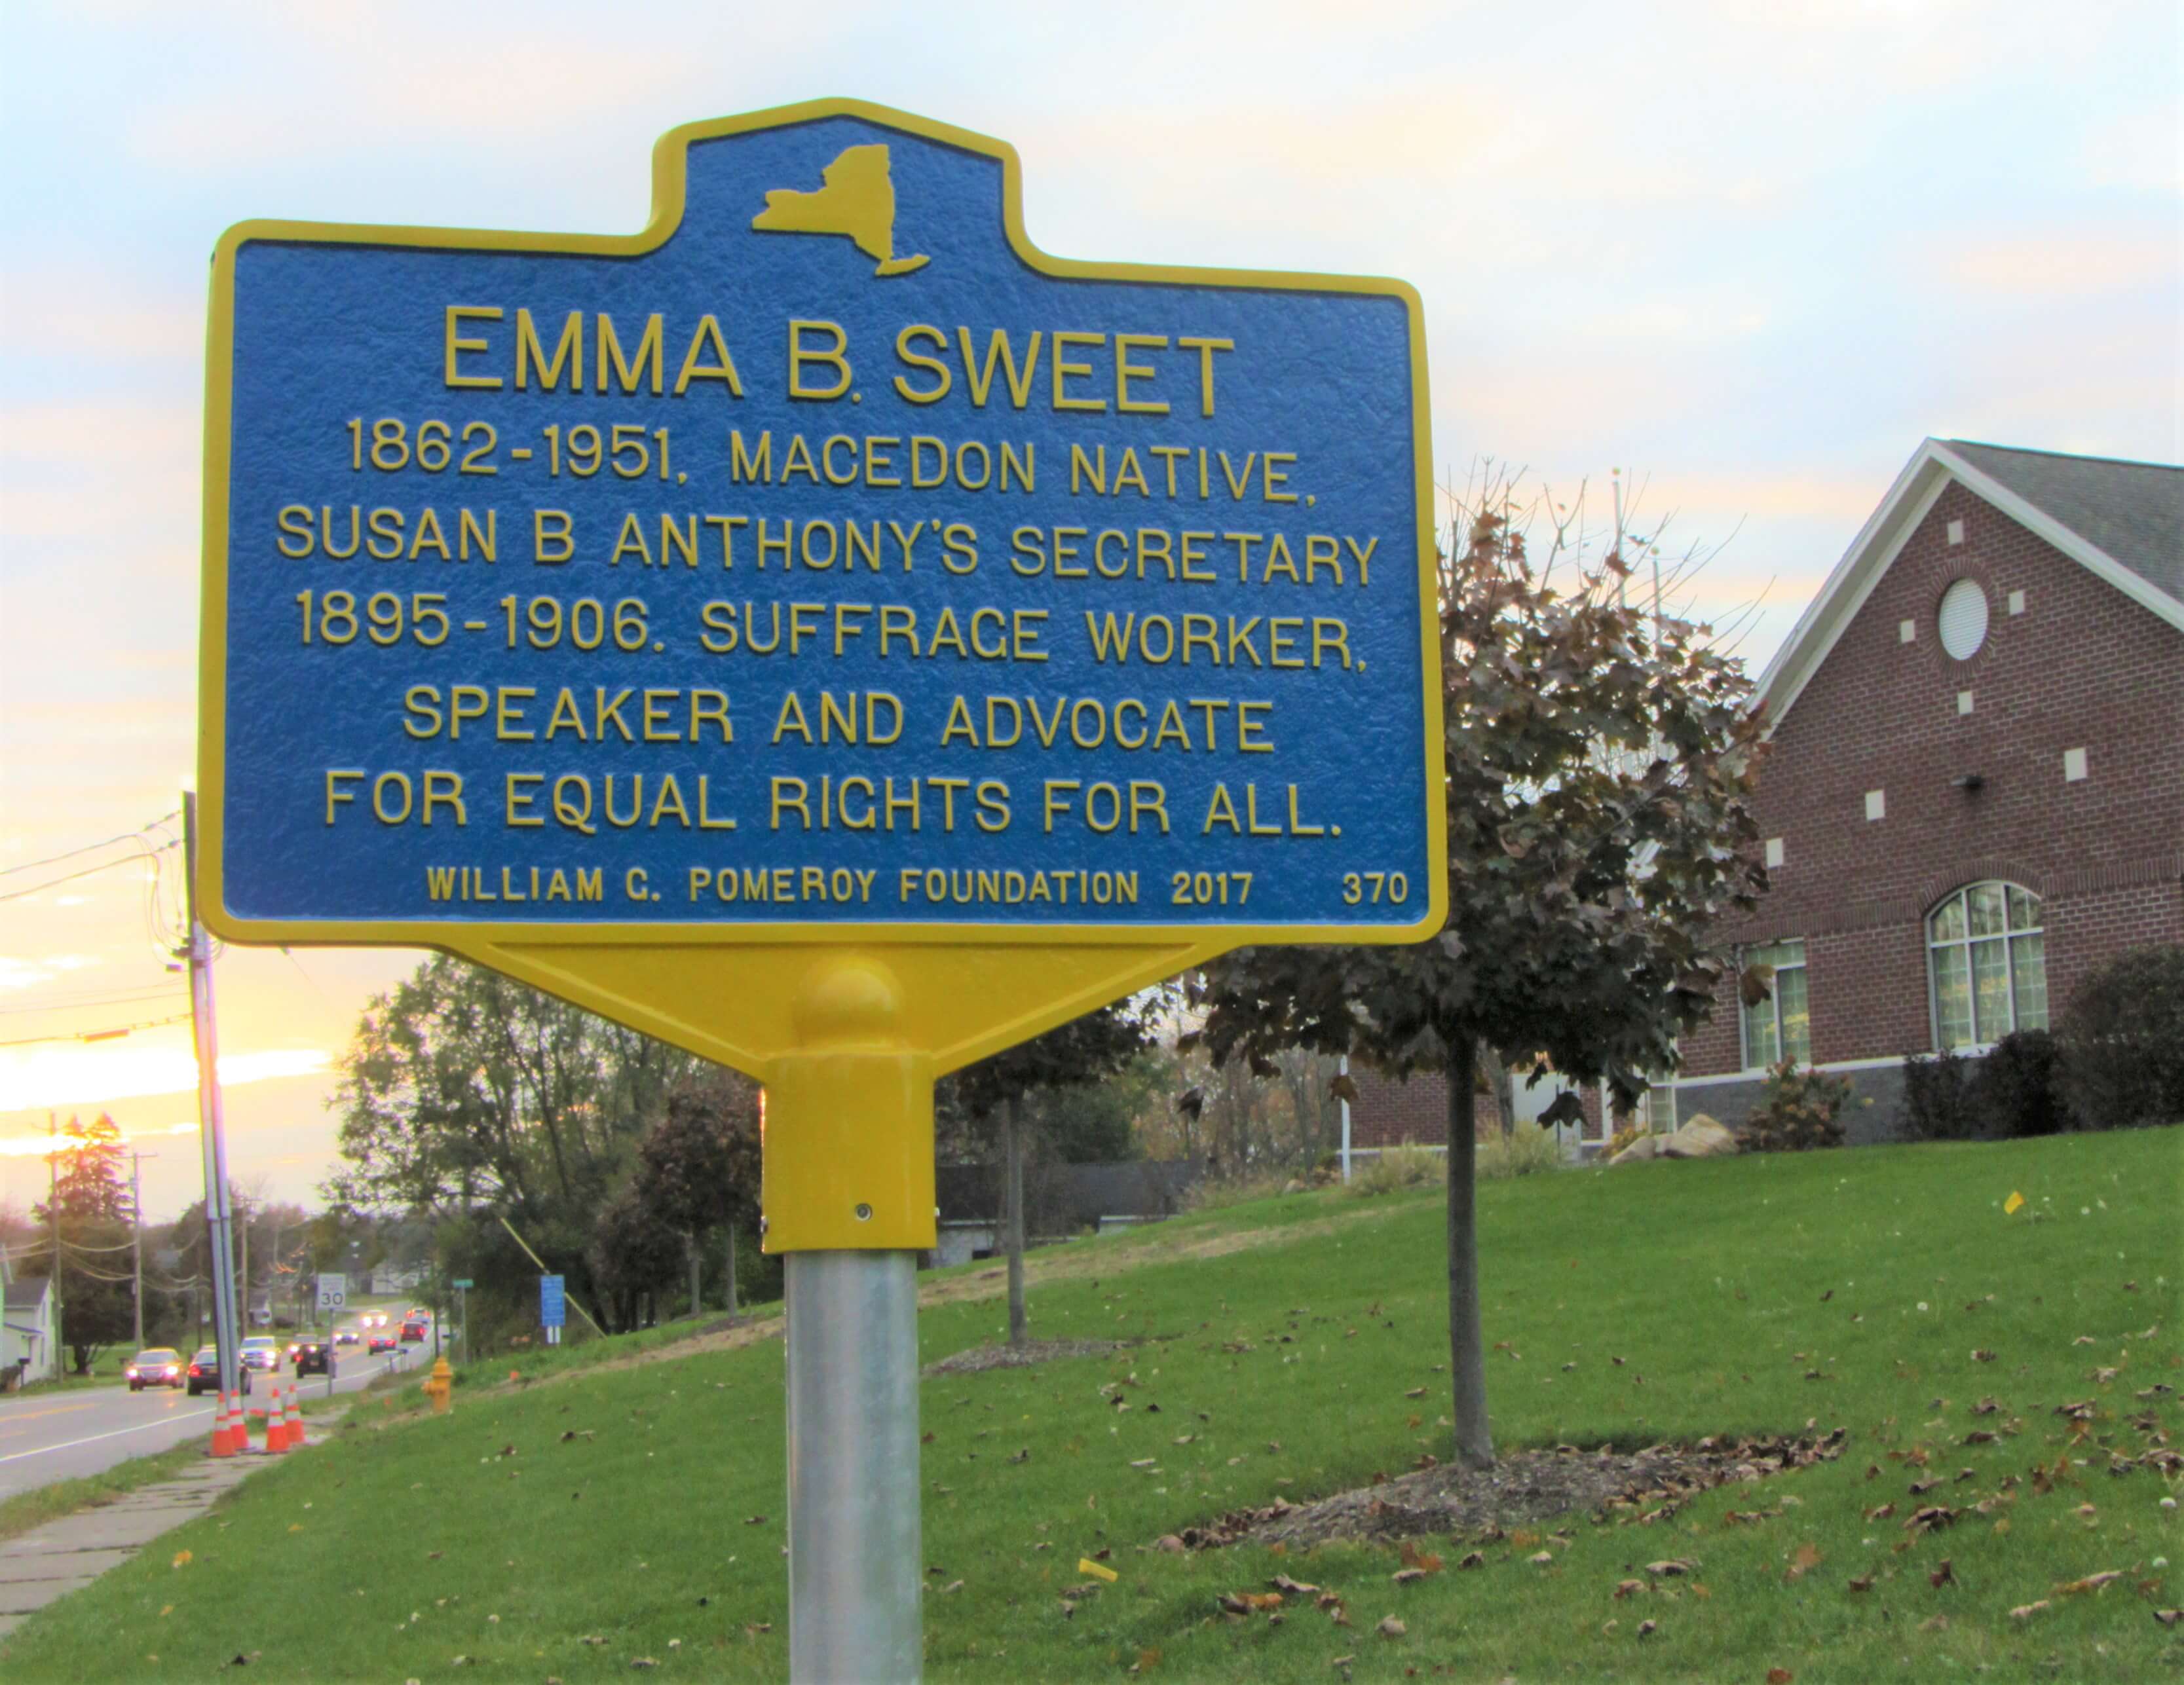 EMMA B. SWEET
1862-1951, MACEDON NATIVE,
SUSAN B ANTHONY'S SECRETARY
1895-1906. SUFFRAGE WORKER,
SPEAKER AND ADVOCATE
FOR EQUAL RIGHTS FOR ALL.
WILLIAM G. POMEROY FOUNDATION 2017 370
30